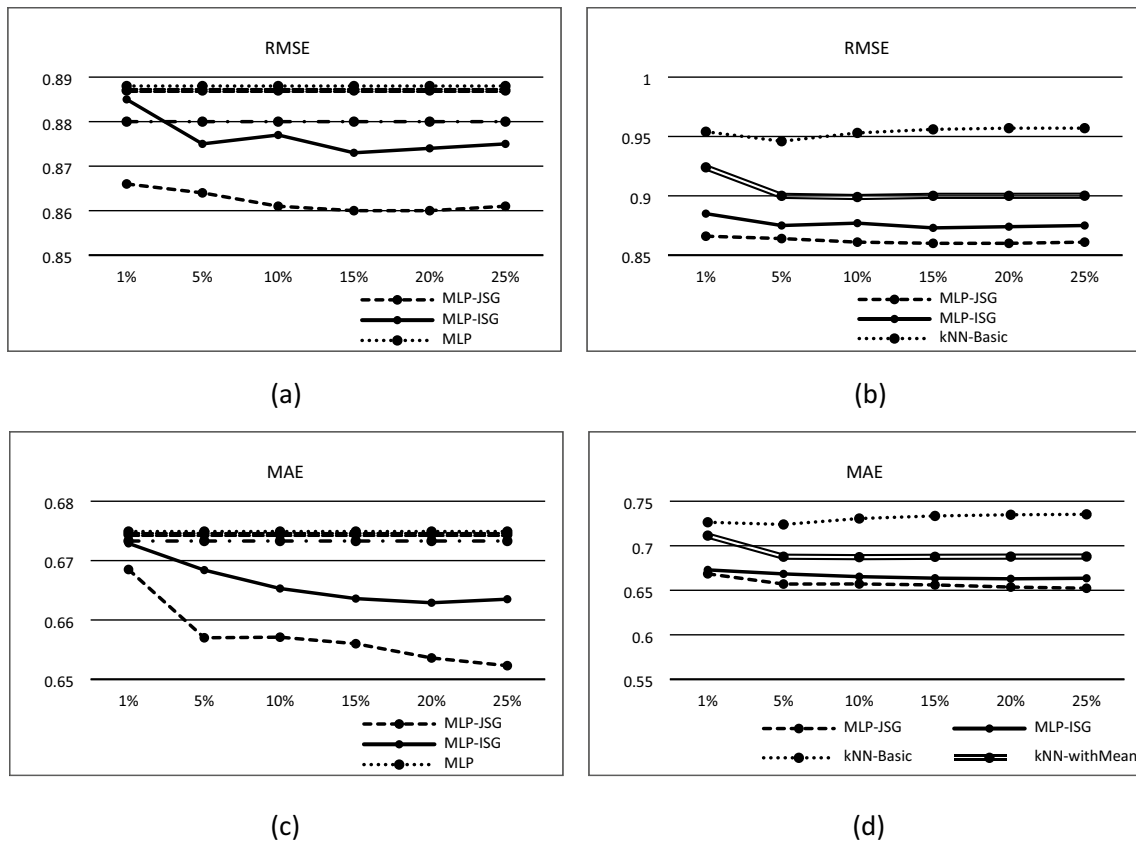 RMSE
0.89
0.88
0.87
0.86
0.85
1% 5% 10% 15% 20% 25%
MLP-JSG
MLP-ISG
MLP
(a)
RMSE
1
0.95
0.9
0.85
1% 5% 10% 15% 20% 25%
MLP-JSG
MLP-ISG
kNN-Basic
(b)
MAE
0.68
0.67
0.66
0.65
1% 5% 10% 15% 20% 25%
MLP-JSG
MLP-ISG
MLP
(c)
MAE
0.75
0.7
0.65
0.6
0.55
1% 5% 10% 15% 20% 25%
MLP-JSG MLP-ISG
kNN-Basic kNN-withMean
(d)